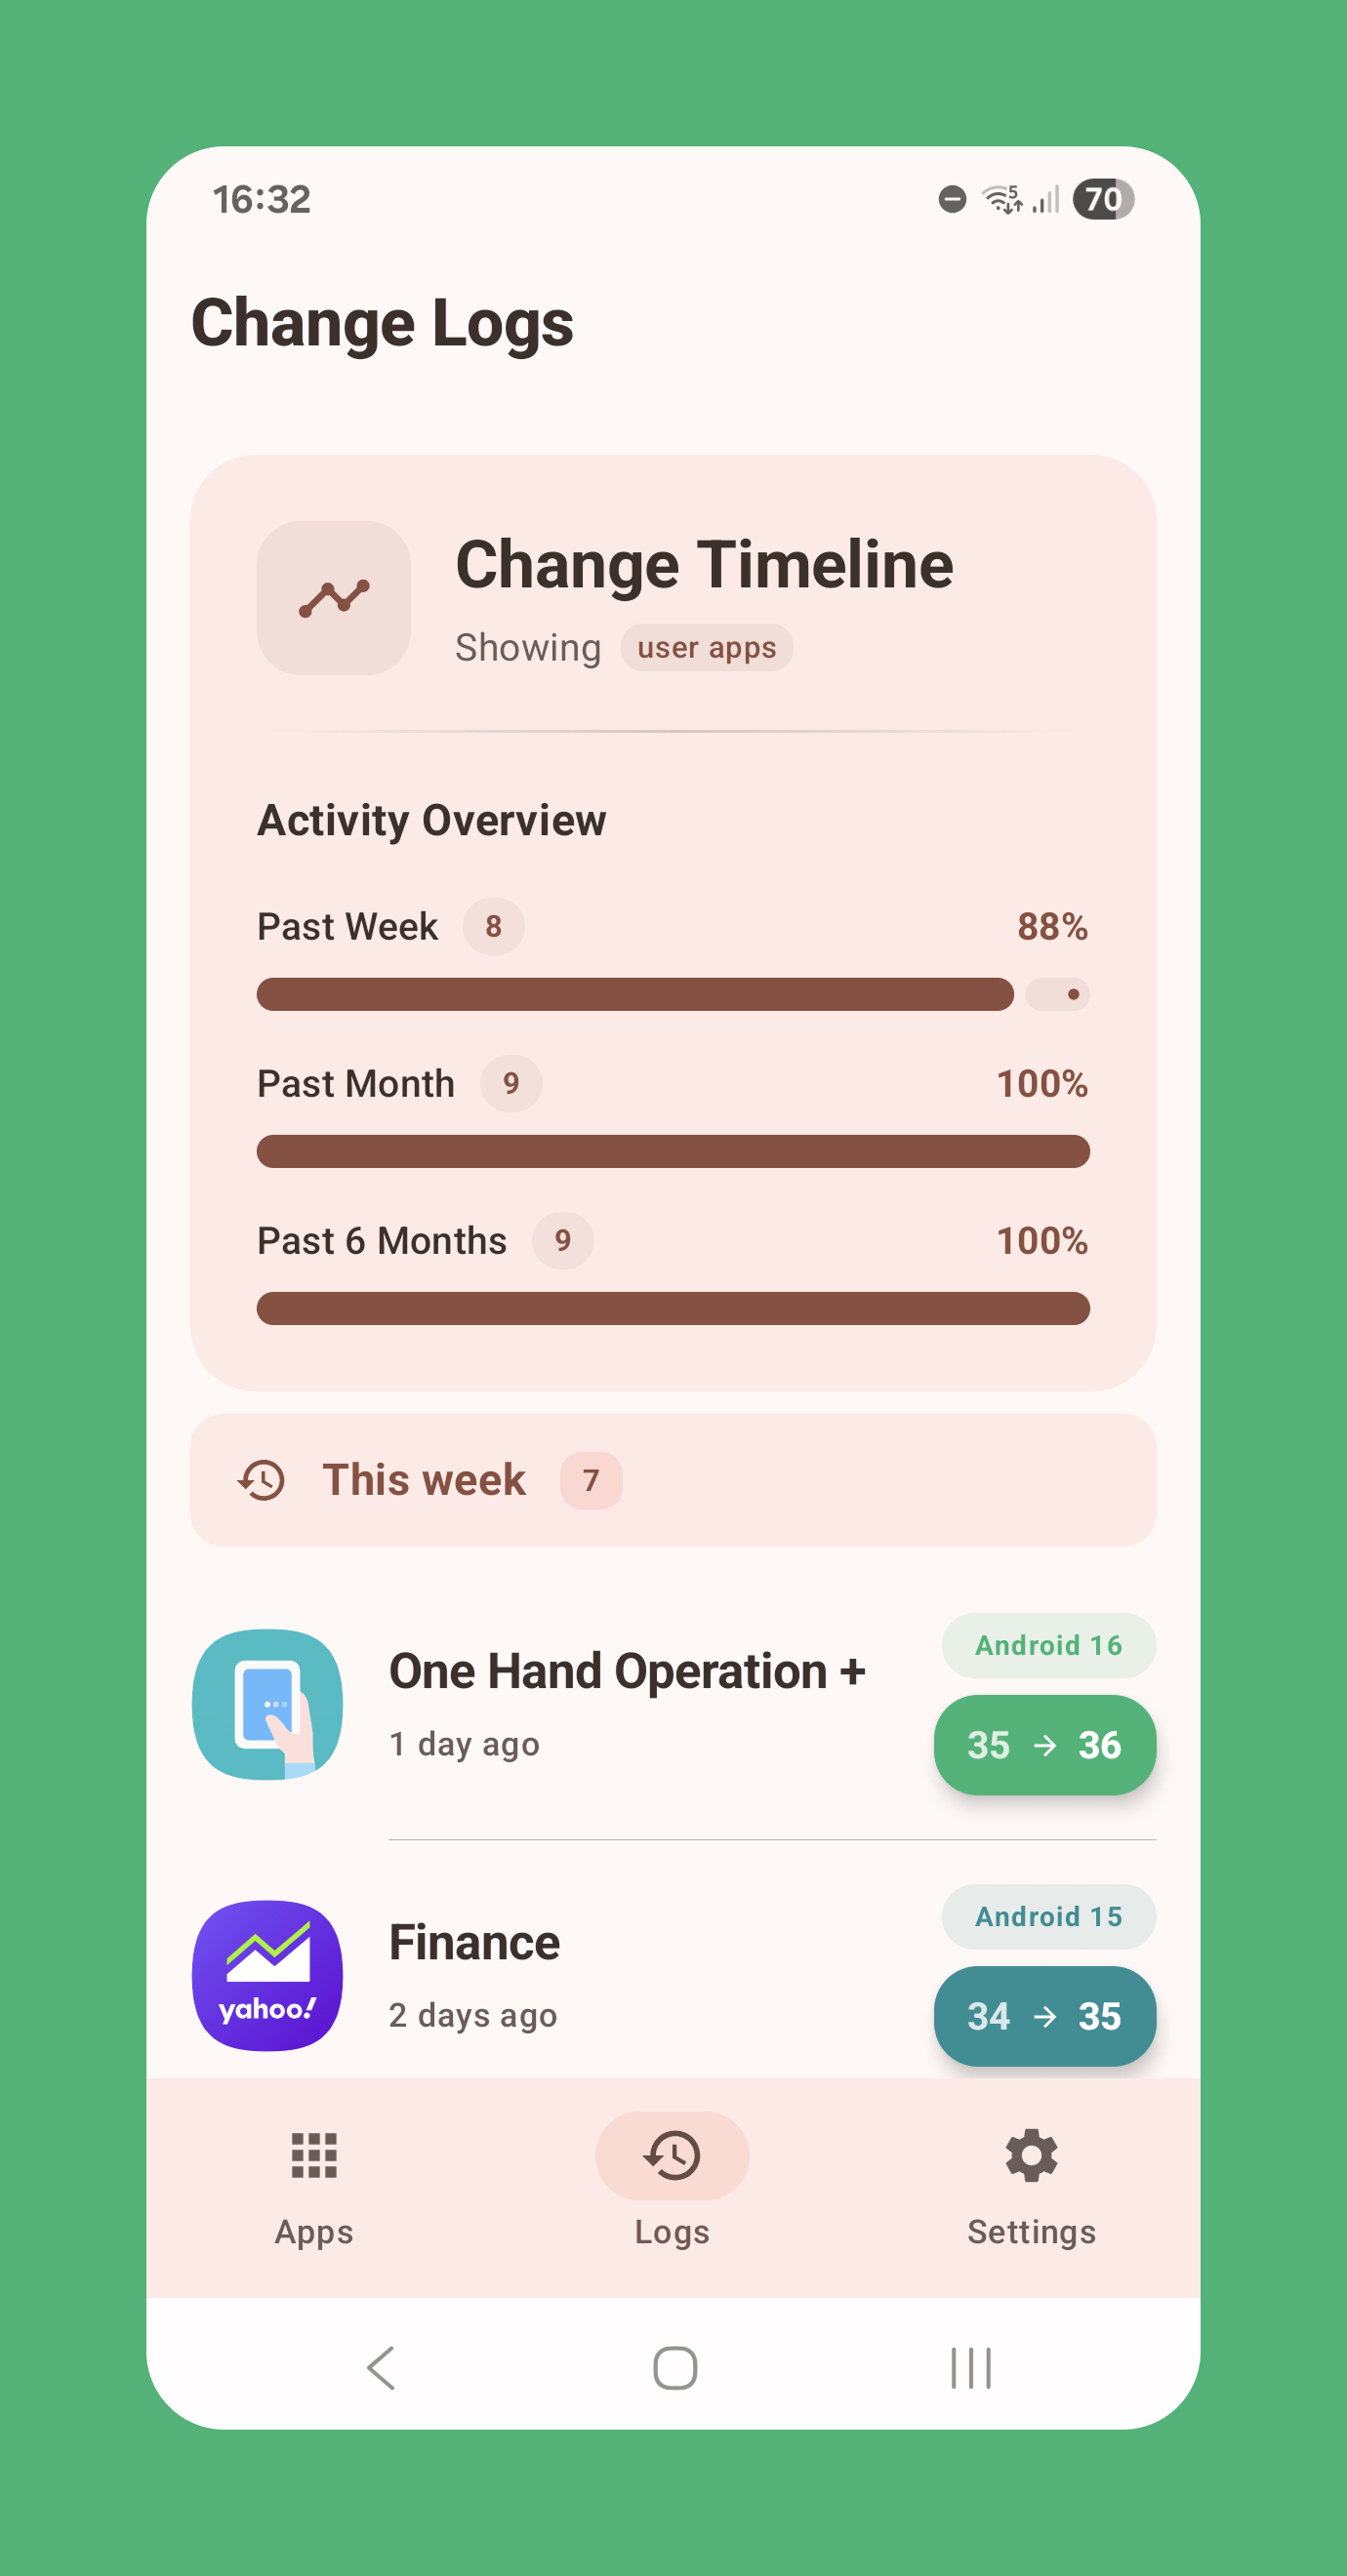 16:32
5
70
Change Logs
Change Timeline
Showing user apps
Activity Overview
Past Week 8 88%
Past Month 9 100%
Past 6 Months 9 100%
This week 7
Android 16
One Hand Operation +
35 → 36
1 day ago
Android 15
Finance
yahoo!
34 → 35
2 days ago
Apps Logs Settings